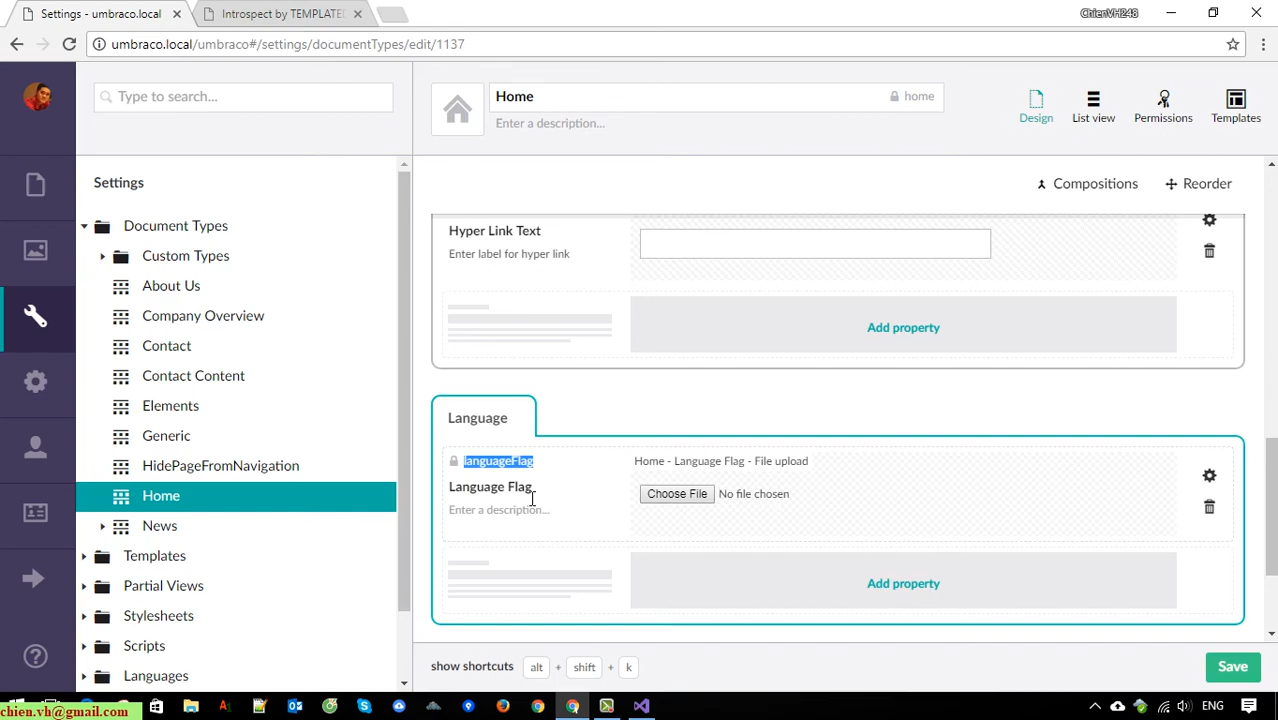 Settings - umbraco.local
Introspect by TEMPLATE
ChienVH248
umbraco.local/umbraco#/settings/documentTypes/edit/1137
Type to search...
Home
home
Enter a description...
Design
List view
Permissions
Templates
Settings
Compositions
Reorder
Document Types
Custom Types
About Us
Company Overview
Contact
Contact Content
Elements
Generic
HidePageFromNavigation
Home
News
Templates
Partial Views
Stylesheets
Scripts
Languages
Hyper Link Text
Enter label for hyper link
Add property
Language
languageFlag
Home - Language Flag - File upload
Language Flag
Choose File No file chosen
Enter a description...
Add property
show shortcuts alt + shift + k
Save
chien.vh@gmail.com
ENG